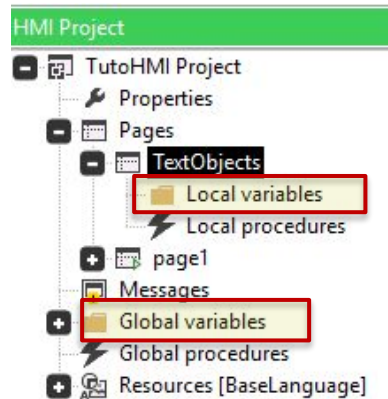 HMI Project
TutoHMI Project
Properties
Pages
TextObjects
Local variables
Local procedures
page1
Messages
Global variables
Global procedures
Resources [BaseLanguage]